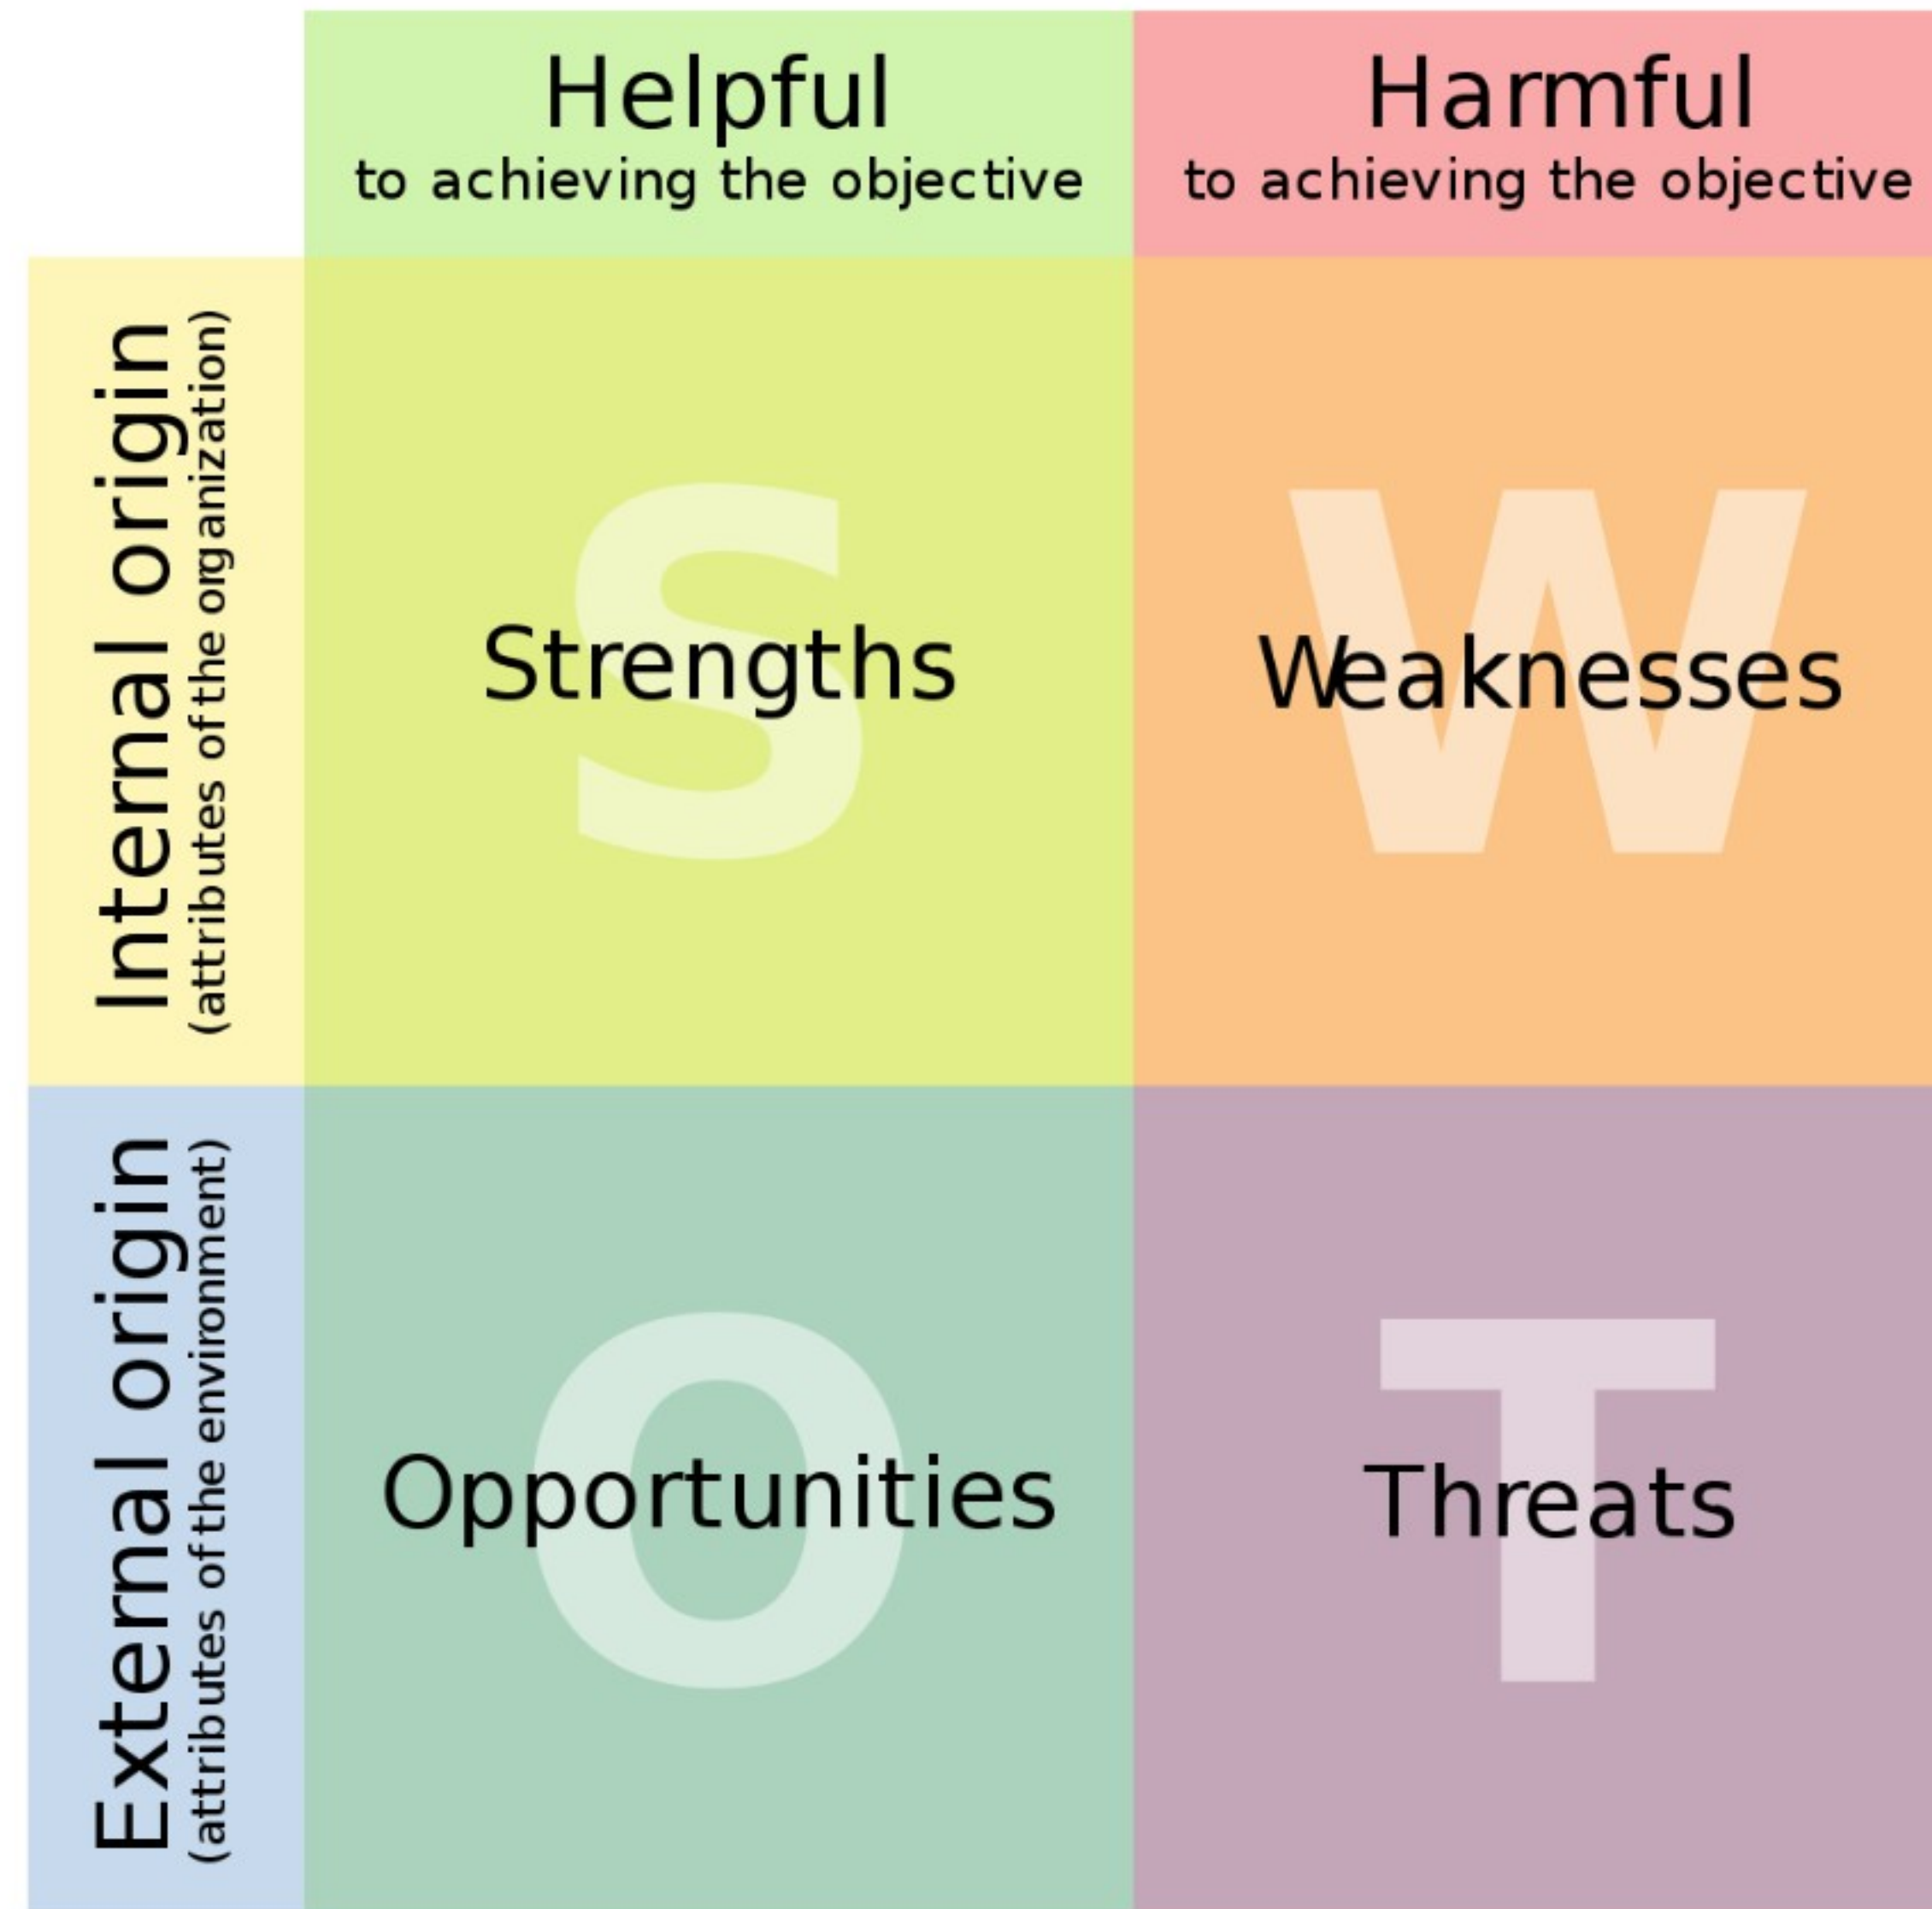 Helpful
to achieving the objective
Harmful
to achieving the objective
Internal origin
(attributes of the organization)
S
Strengths
W
Weaknesses
External origin
(attributes of the environment)
O
Opportunities
T
Threats